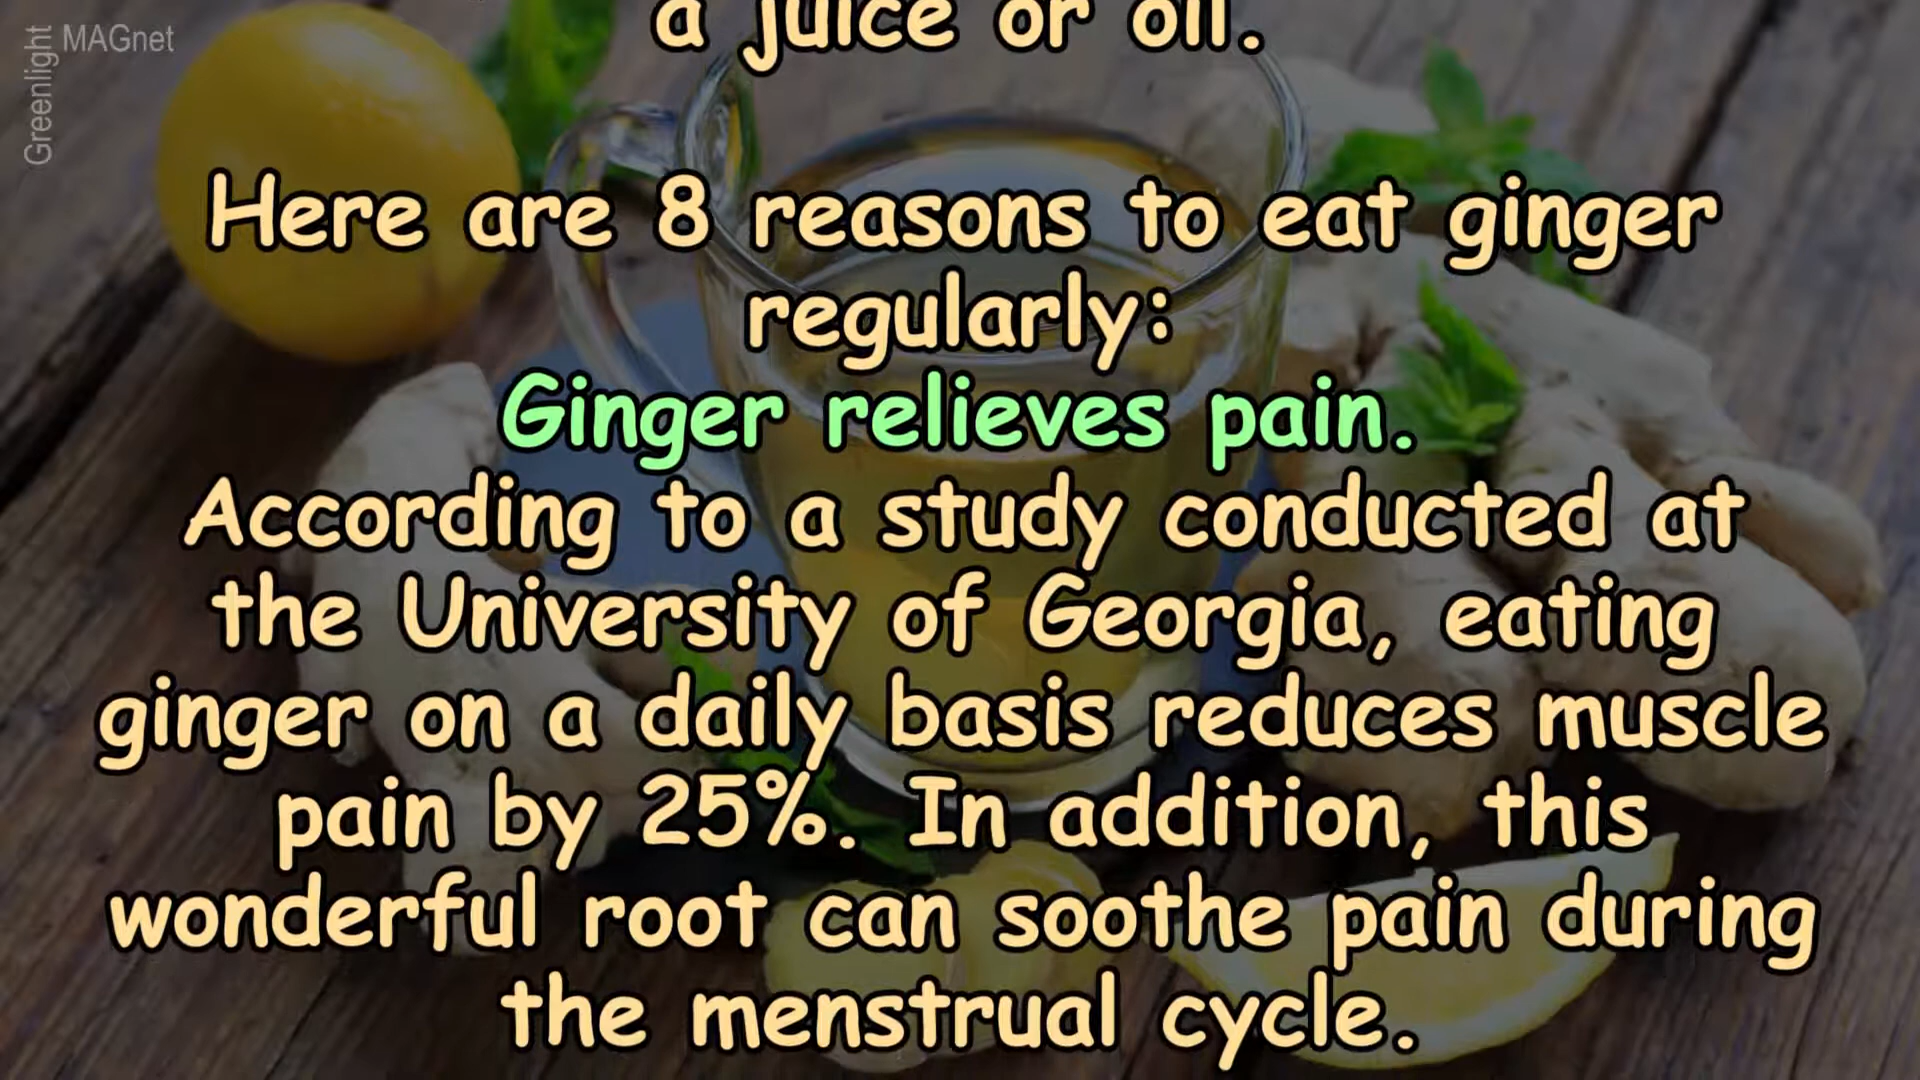 a juice or oil.
Greenlight MAGnet
Here are 8 reasons to eat ginger
regularly:
Ginger relieves pain.
According to a study conducted at
the University of Georgia, eating
ginger on a daily basis reduces muscle
pain by 25%. In addition, this
wonderful root can soothe pain during
the menstrual cycle.